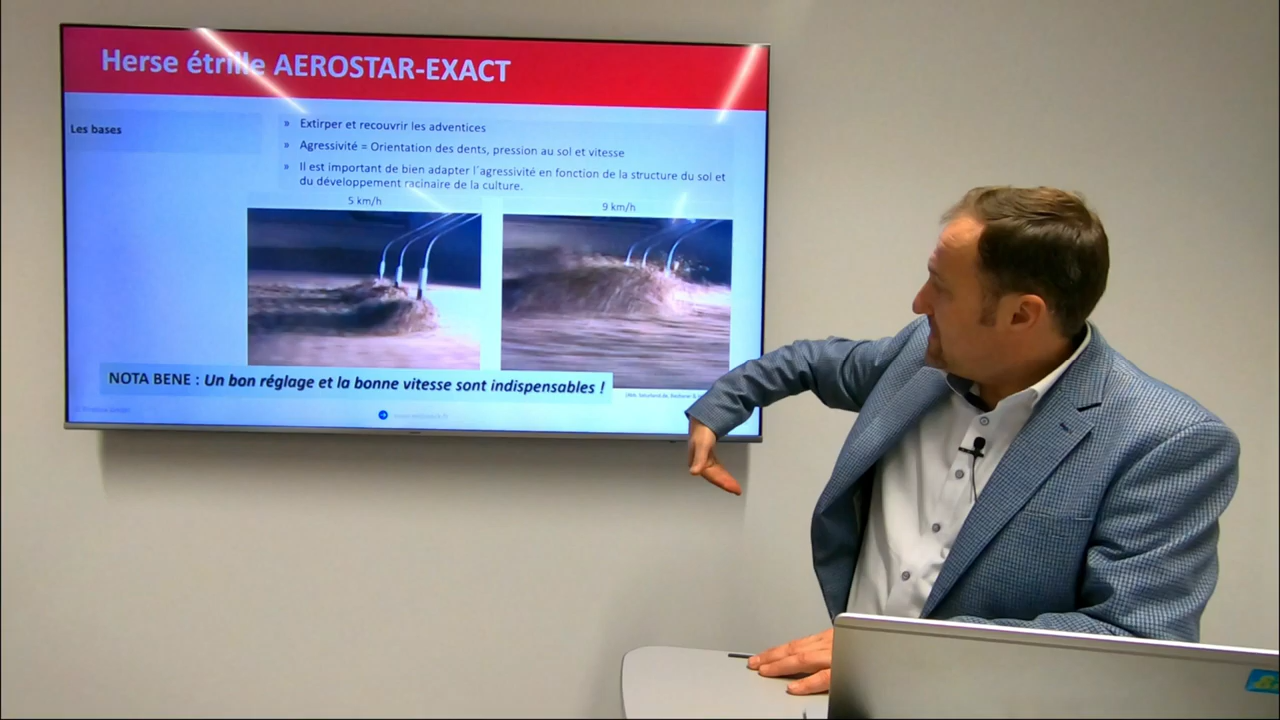 Herse étrille AEROSTAR-EXACT
Les bases
» Extirper et recouvrir les adventices
» Agressivité = Orientation des dents, pression au sol et vitesse
» Il est important de bien adapter l´agressivité en fonction de la structure du sol et
du développement racinaire de la culture.
5 km/h
9 km/h
NOTA BENE : Un bon réglage et la bonne vitesse sont indispensables !